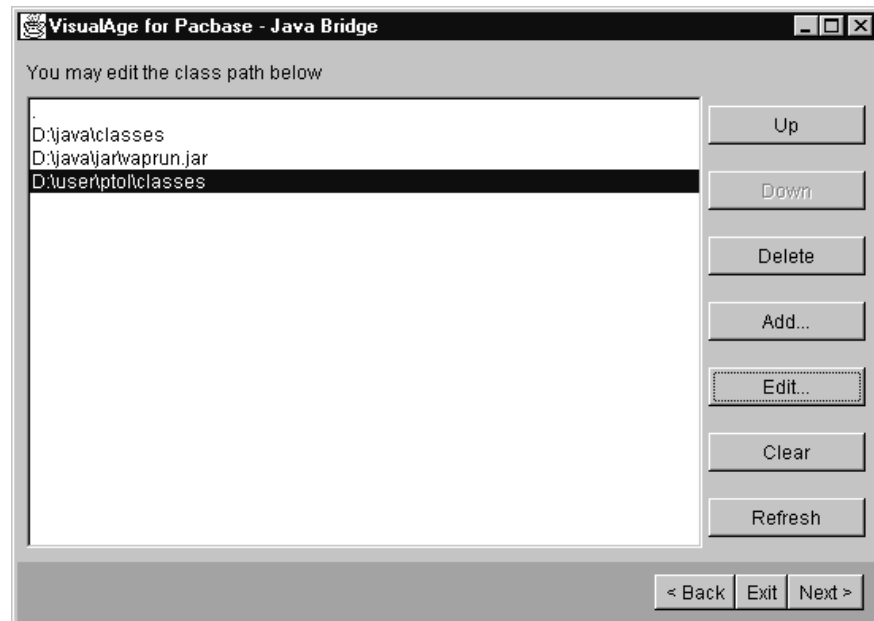 VisualAge for Pacbase - Java Bridge
You may edit the class path below
.
D:\java\classes
D:\java\jar\vaprun.jar
D:\user\ptol\classes
Up
Down
Delete
Add...
Edit...
Clear
Refresh
< Back Exit Next >